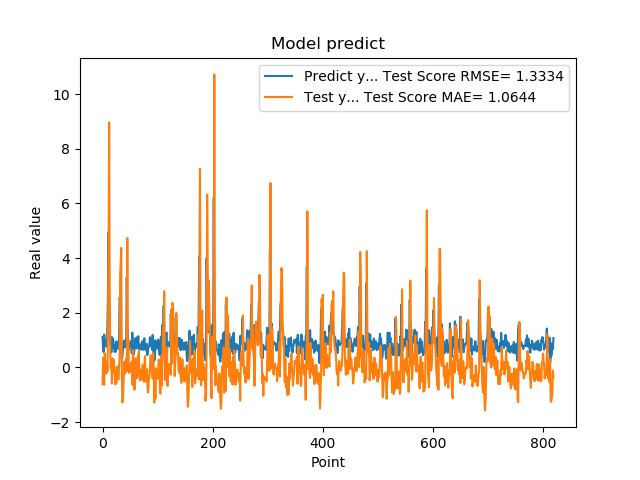 Model predict
Predict y... Test Score RMSE= 1.3334
Test y... Test Score MAE= 1.0644
Real value
10
8
6
4
2
0
−2
0 200 400 600 800
Point